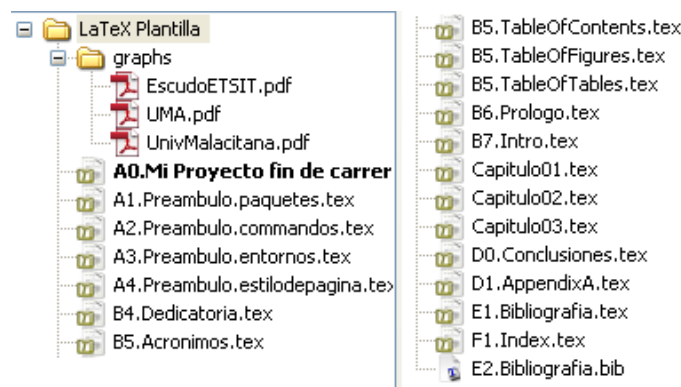 LaTeX Plantilla
graphs
EscudoETSIT.pdf
UMA.pdf
UnivMalacitana.pdf
A0.Mi Proyecto fin de carrer
A1.Preambulo.paquetes.tex
A2.Preambulo.commandos.tex
A3.Preambulo.entornos.tex
A4.Preambulo.estilodepagina.tex
B4.Dedicatoria.tex
B5.Acronimos.tex
B5.TableOfContents.tex
B5.TableOfFigures.tex
B5.TableOfTables.tex
B6.Prologo.tex
B7.Intro.tex
Capitulo01.tex
Capitulo02.tex
Capitulo03.tex
D0.Conclusiones.tex
D1.AppendixA.tex
E1.Bibliografia.tex
F1.Index.tex
E2.Bibliografia.bib